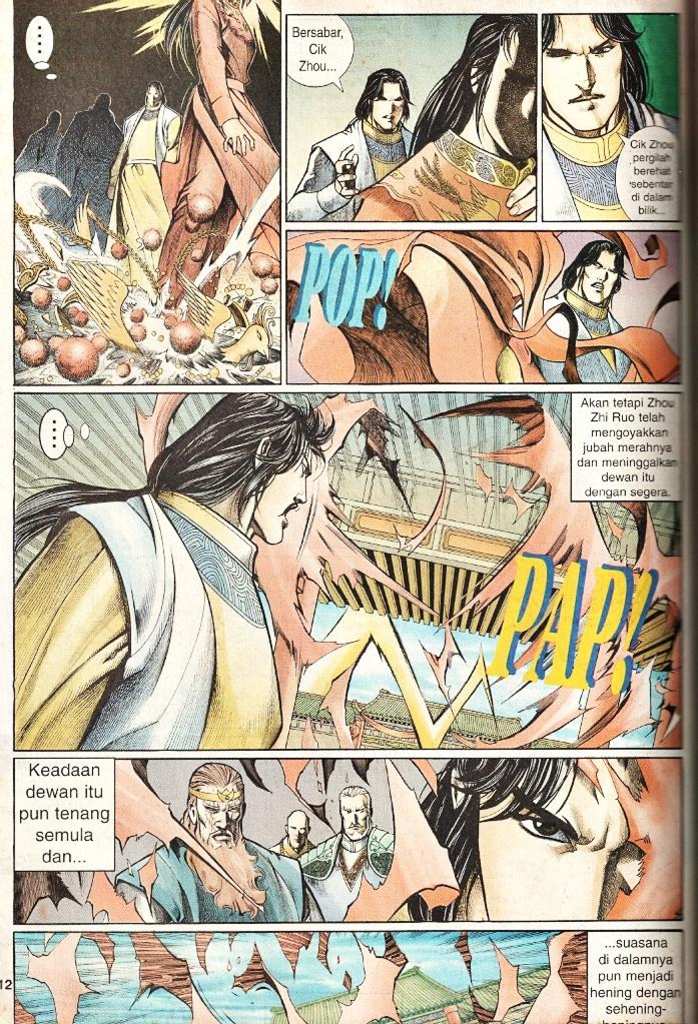 ....
Bersabar,
Cik
Zhou...
Cik Zhou
pergilah
berehat
sebentar
di dalam
bilik...
POP!
....
Akan tetapi Zhou
Zhi Ruo telah
mengoyakkan
jubah merahnya
dan meninggalkan
dewan itu
dengan segera.
PAP!
Keadaan
dewan itu
pun tenang
semula
dan...
...suasana
di dalamnya
pun menjadi
hening dengan
sehening-
12